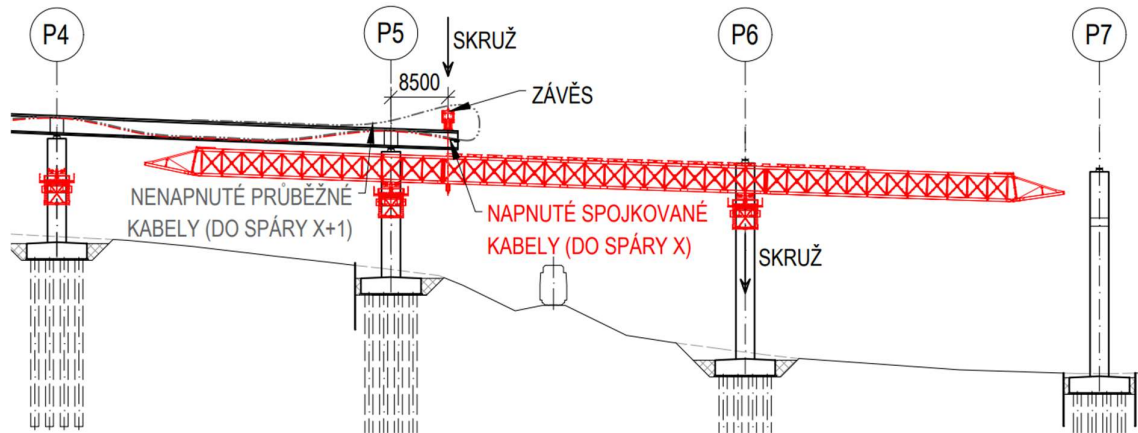 P4
P5
P6
P7
SKRUŽ
8500
ZÁVĚS
NENAPNUTÉ PRŮBĚŽNÉ
KABELY (DO SPÁRY X+1)
NAPNUTÉ SPOJKOVANÉ
KABELY (DO SPÁRY X)
SKRUŽ